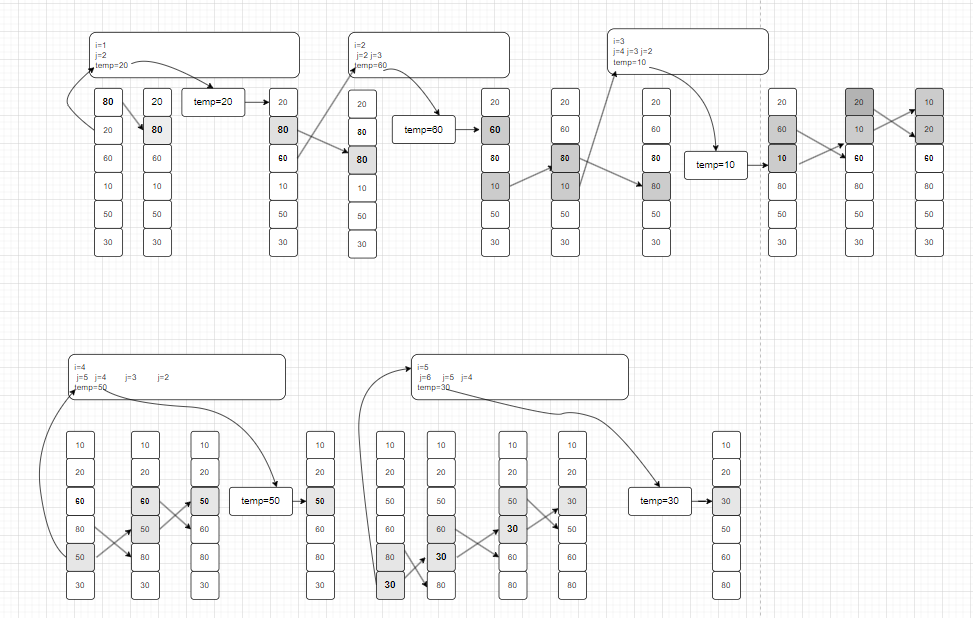 i=1
j=2
temp=20
i=2
j=2 j=3
temp=60
i=3
j=4 j=3 j=2
temp=10
80 20 temp=20 20 20 20 20 20 20 20 10
20 80 80 80 temp=60 60 60 60 60 10 20
60 60 60 80 80 80 80 temp=10 10 60 60
10 10 10 10 10 10 80 80 80 80
50 50 50 50 50 50 50 50 50 50
30 30 30 30 30 30 30 30 30 30
i=4
j=5 j=4 j=3 j=2
temp=50
i=5
j=6 j=5 j=4
temp=30
10 10 10 10 10 10 10 10 10
20 20 20 20 20 20 20 20 20
60 60 50 temp=50 50 50 50 50 30 temp=30 30
80 50 60 60 60 60 30 50 50
50 80 80 80 80 30 60 60 60
30 30 30 30 30 80 80 80 80